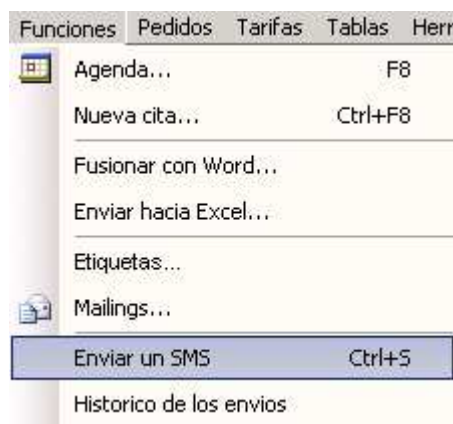 Funciones Pedidos Tarifas Tablas Herr
Agenda... F8
Nueva cita... Ctrl+F8
Fusionar con Word...
Enviar hacia Excel...
Etiquetas...
Mailings...
Enviar un SMS Ctrl+S
Historico de los envios